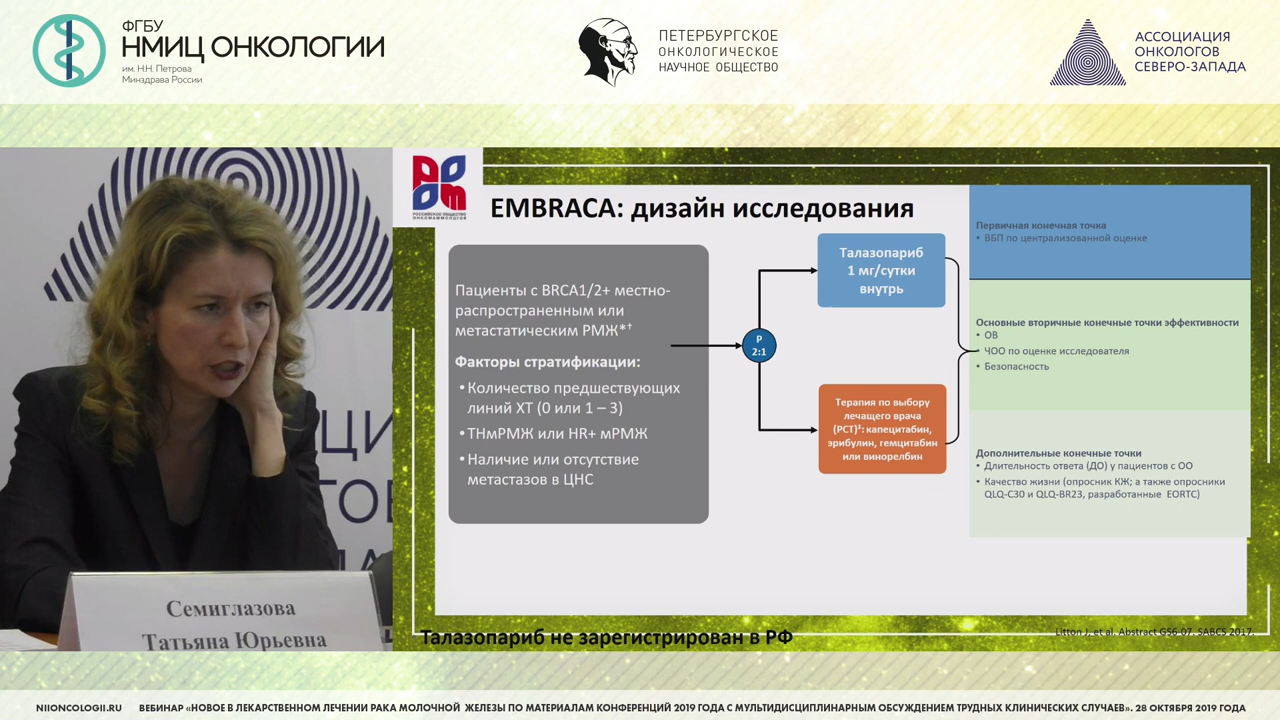 ФГБУ
НМИЦ ОНКОЛОГИИ
им. Н.Н. Петрова
Минздрава России
ПЕТЕРБУРГСКОЕ
ОНКОЛОГИЧЕСКОЕ
НАУЧНОЕ ОБЩЕСТВО
АССОЦИАЦИЯ
ОНКОЛОГОВ
СЕВЕРО-ЗАПАДА
РОССИЙСКОЕ ОБЩЕСТВО
ОНКОМАММОЛОГОВ
EMBRACA: дизайн исследования
Пациенты с BRCA1/2+ местно-
распространенным или
метастатическим РМЖ*†
Факторы стратификации:
• Количество предшествующих
линий ХТ (0 или 1 – 3)
• ТНмРМЖ или HR+ мРМЖ
• Наличие или отсутствие
метастазов в ЦНС
Р
2:1
Талазопариб
1 мг/сутки
внутрь
Терапия по выбору
лечащего врача
(PCT)‡: капецитабин,
эрибулин, гемцитабин
или винорелбин
Первичная конечная точка
• ВБП по централизованной оценке
Основные вторичные конечные точки эффективности
• ОВ
• ЧОО по оценке исследователя
• Безопасность
Дополнительные конечные точки
• Длительность ответа (ДО) у пациентов с ОО
• Качество жизни (опросник КЖ; а также опросники
QLQ-C30 и QLQ-BR23, разработанные EORTC)
Талазопариб не зарегистрирован в РФ
Litton J, et al. Abstract GS6-07. SABCS 2017.
Семиглазова
Татьяна Юрьевна
NIIONCOLOGII.RU
ВЕБИНАР «НОВОЕ В ЛЕКАРСТВЕННОМ ЛЕЧЕНИИ РАКА МОЛОЧНОЙ ЖЕЛЕЗЫ ПО МАТЕРИАЛАМ КОНФЕРЕНЦИЙ 2019 ГОДА С МУЛЬТИДИСЦИПЛИНАРНЫМ ОБСУЖДЕНИЕМ ТРУДНЫХ КЛИНИЧЕСКИХ СЛУЧАЕВ». 28 ОКТЯБРЯ 2019 ГОДА